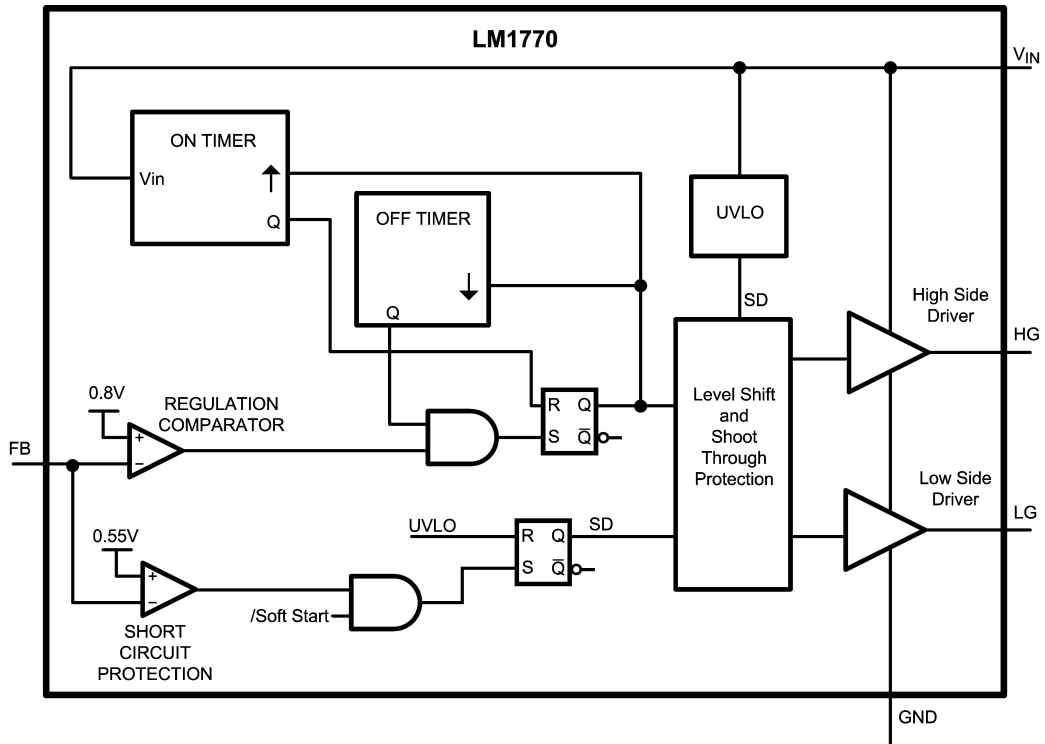 LM1770
VIN
ON TIMER
Vin
Q
OFF TIMER
Q
UVLO
SD
High Side
Driver
HG
0.8V
REGULATION
COMPARATOR
+
−
FB
R Q
S Q̅
Level Shift
and
Shoot
Through
Protection
Low Side
Driver
LG
0.55V
+
−
UVLO
R Q
S Q̅
SD
/Soft Start
SHORT
CIRCUIT
PROTECTION
GND